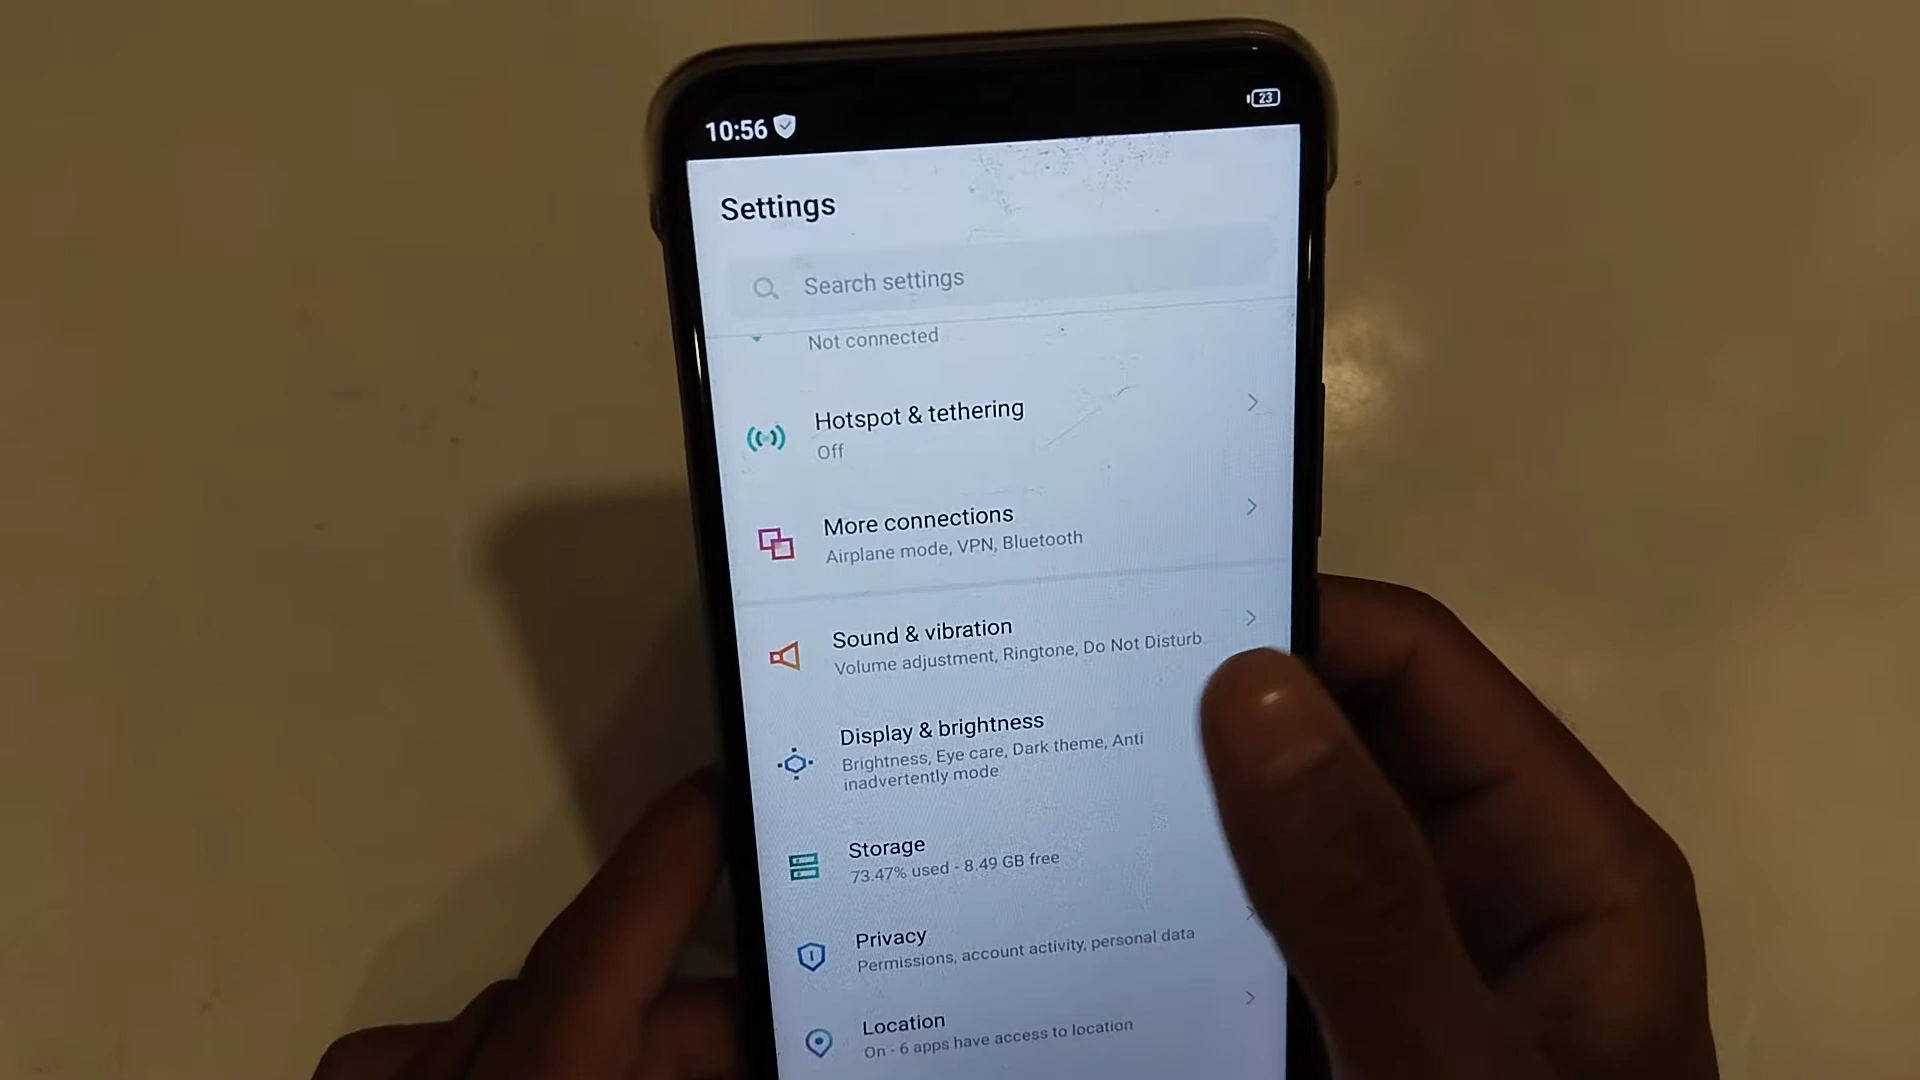 10:56
23
Settings
Search settings
Not connected
Hotspot & tethering
Off
More connections
Airplane mode, VPN, Bluetooth
Sound & vibration
Volume adjustment, Ringtone, Do Not Disturb
Display & brightness
Brightness, Eye care, Dark theme, Anti
inadvertently mode
Storage
73.47% used - 8.49 GB free
Privacy
Permissions, account activity, personal data
Location
On - 6 apps have access to location